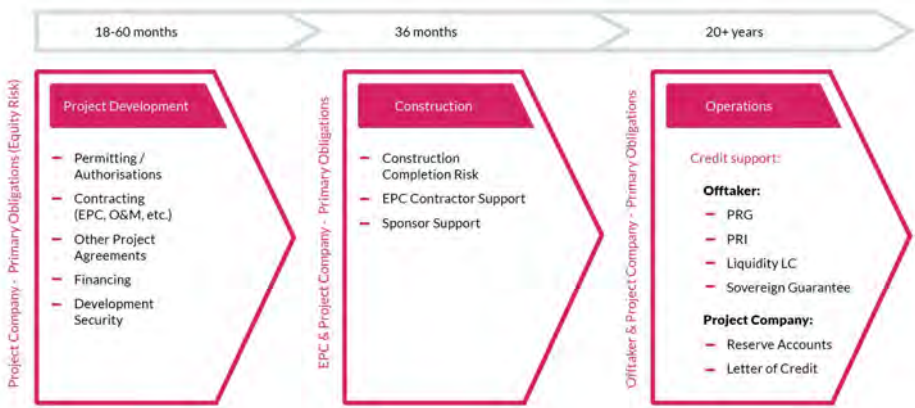 18-60 months
36 months
20+ years
Project Company - Primary Obligations (Equity Risk)
Project Development
– Permitting /
Authorisations
– Contracting
(EPC, O&M, etc.)
– Other Project
Agreements
– Financing
– Development
Security
EPC & Project Company - Primary Obligations
Construction
– Construction
Completion Risk
– EPC Contractor Support
– Sponsor Support
Offtaker & Project Company - Primary Obligations
Operations
Credit support:
Offtaker:
– PRG
– PRI
– Liquidity LC
– Sovereign Guarantee
Project Company:
– Reserve Accounts
– Letter of Credit